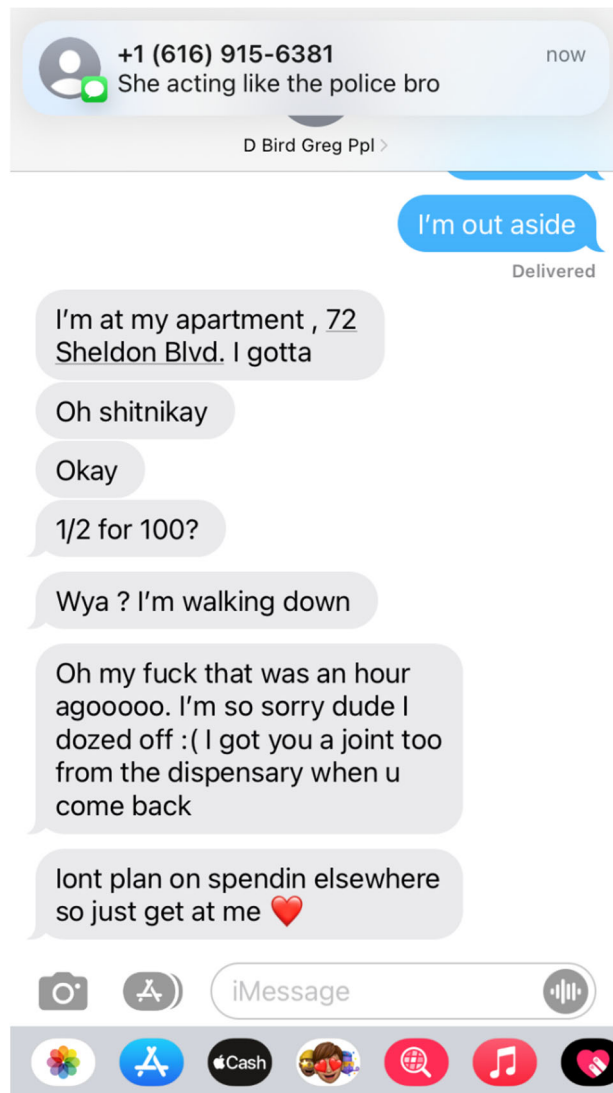 +1 (616) 915-6381
now
She acting like the police bro
D Bird Greg Ppl >
I'm out aside
Delivered
I'm at my apartment , 72
Sheldon Blvd. I gotta
Oh shitnikay
Okay
1/2 for 100?
Wya ? I'm walking down
Oh my fuck that was an hour
agooooo. I'm so sorry dude I
dozed off :( I got you a joint too
from the dispensary when u
come back
Iont plan on spendin elsewhere
so just get at me ❤️
iMessage
Cash